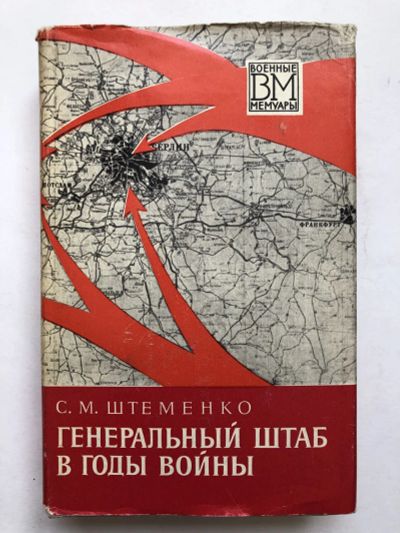 ВОЕННЫЕ
ВМ
МЕМУАРЫ
БЕРЛИН
ФРАНКФУРТ
С. М. ШТЕМЕНКО
ГЕНЕРАЛЬНЫЙ ШТАБ
В ГОДЫ ВОЙНЫ